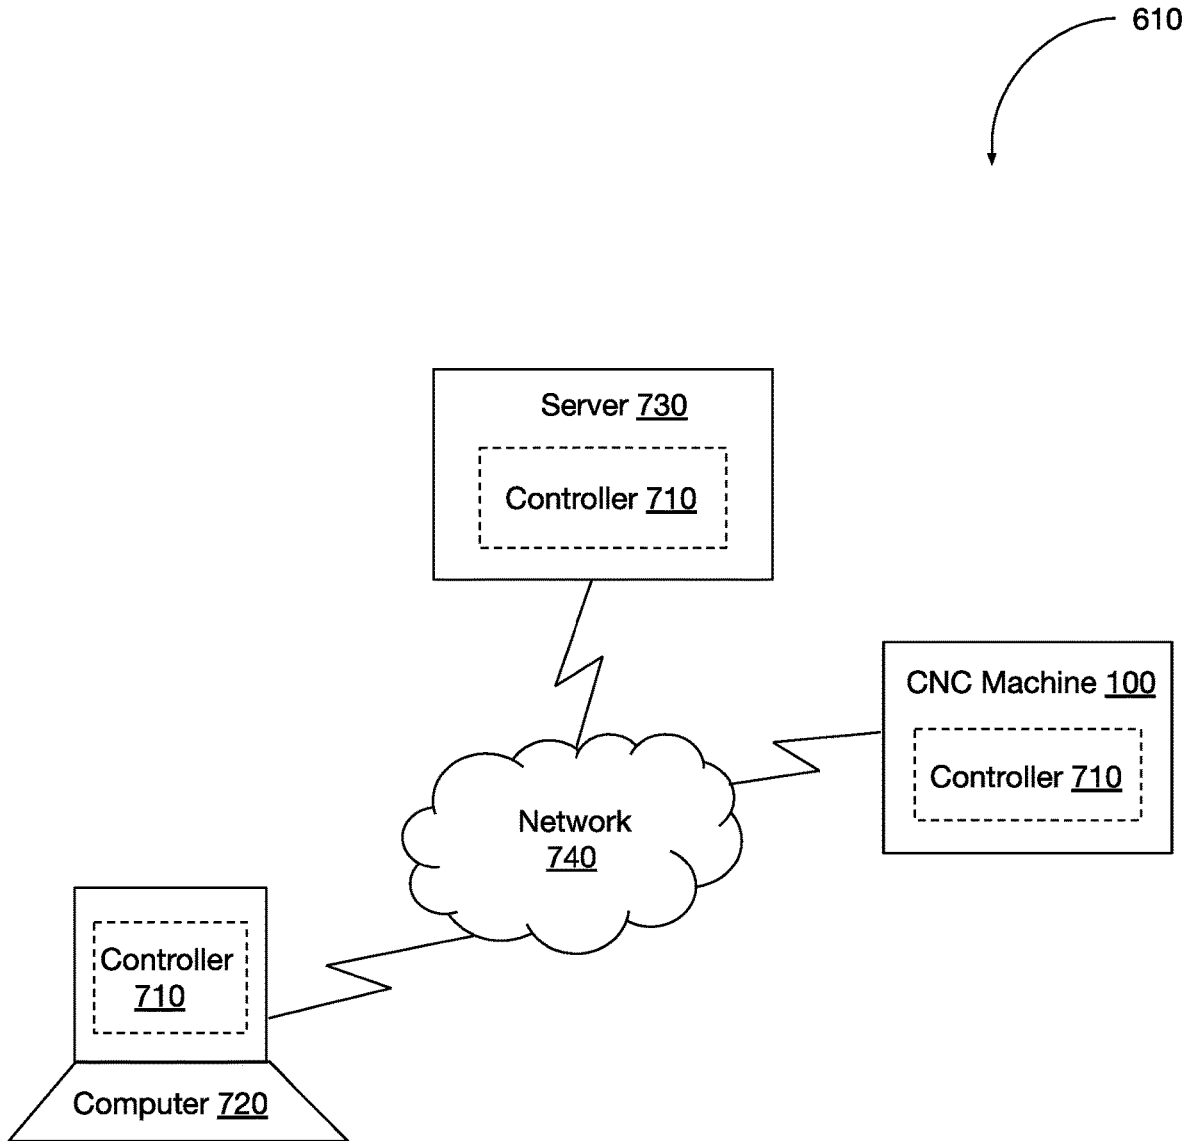 610
Server 730
Controller 710
CNC Machine 100
Controller 710
Network
740
Controller
710
Computer 720